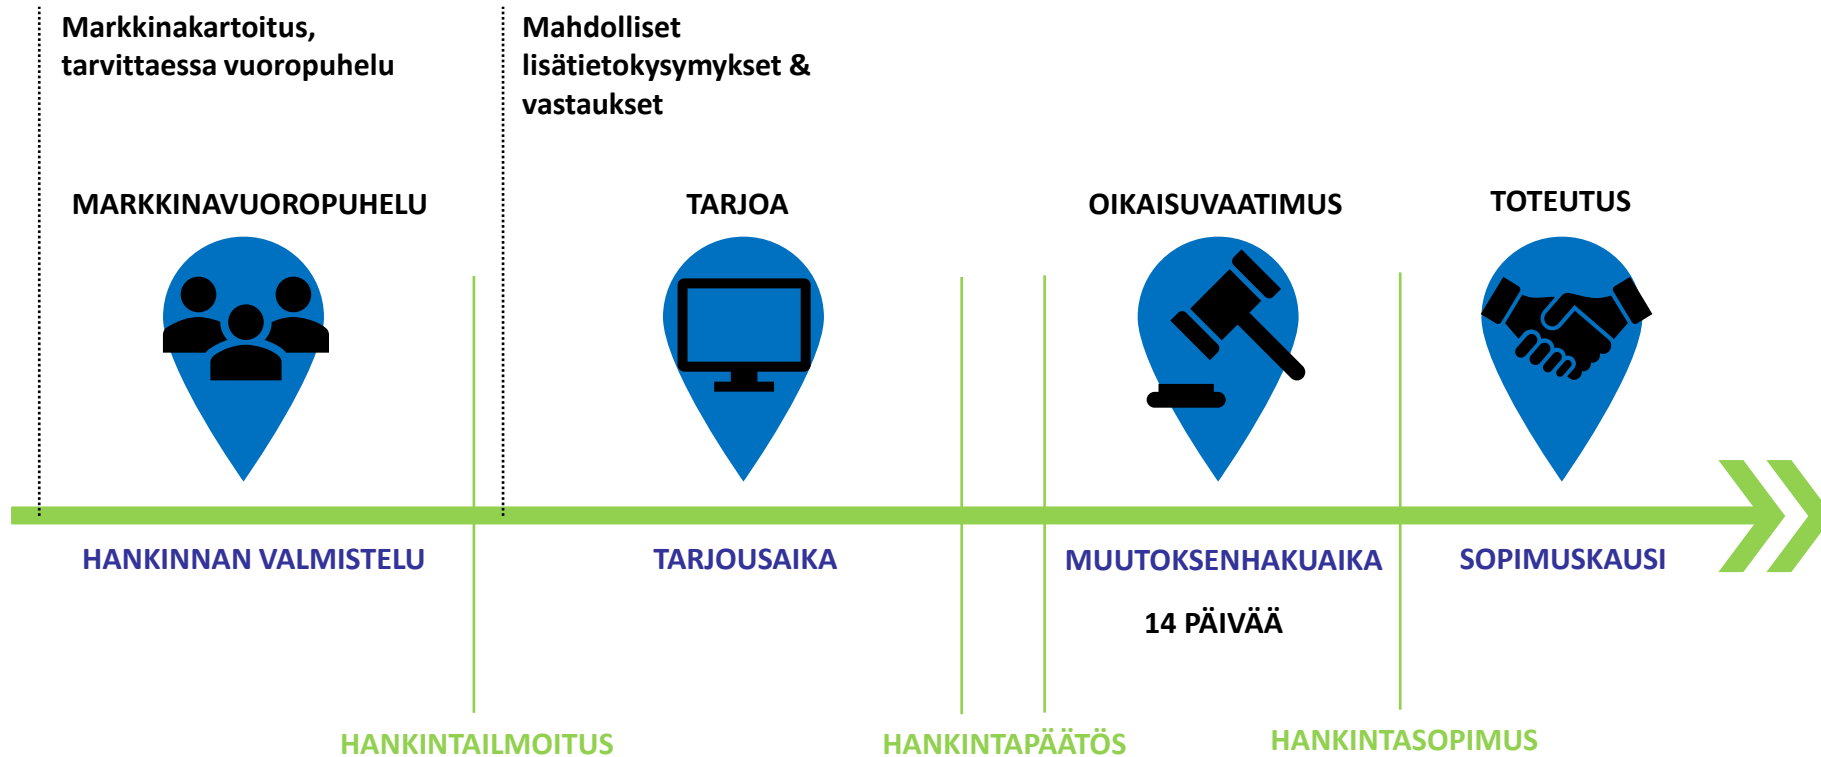 Markkinakartoitus,
tarvittaessa vuoropuhelu
Mahdolliset
lisätietokysymykset &
vastaukset
MARKKINAVUOROPUHELU
TARJOA
OIKAISUVAATIMUS
TOTEUTUS
HANKINNAN VALMISTELU
TARJOUSAIKA
MUUTOKSENHAKUAIKA
SOPIMUSKAUSI
14 PÄIVÄÄ
HANKINTAILMOITUS
HANKINTAPÄÄTÖS
HANKINTASOPIMUS